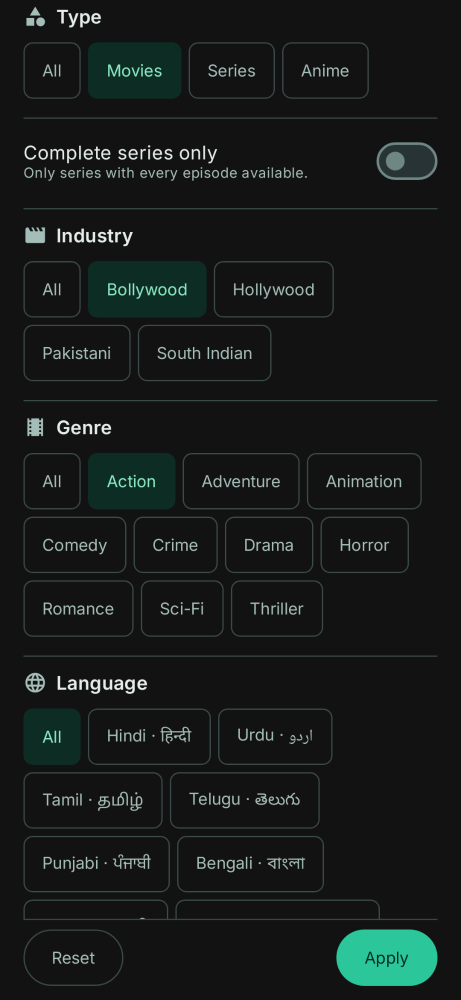 Type
All Movies Series Anime
Complete series only
Only series with every episode available.
Industry
All Bollywood Hollywood
Pakistani South Indian
Genre
All Action Adventure Animation
Comedy Crime Drama Horror
Romance Sci-Fi Thriller
Language
All Hindi · हिन्दी Urdu · اردو
Tamil · தமிழ் Telugu · తెలుగు
Punjabi · ਪੰਜਾਬੀ Bengali · বাংলা
Reset Apply